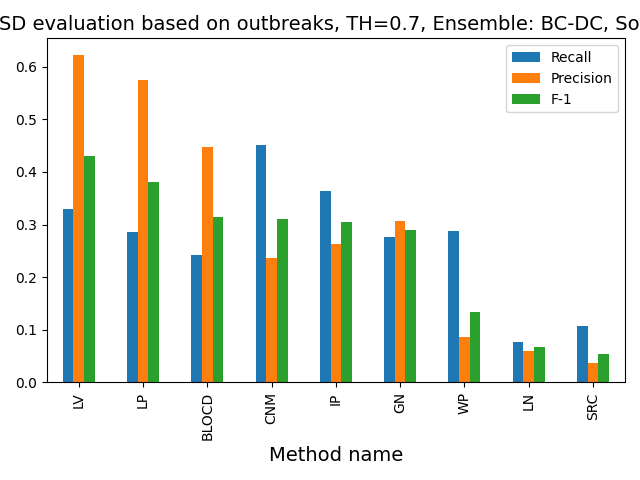 SD evaluation based on outbreaks, TH=0.7, Ensemble: BC-DC, So
Recall
Precision
F-1
0.6
0.5
0.4
0.3
0.2
0.1
0.0
LV LP BLOCD CNM IP GN WP LN SRC
Method name